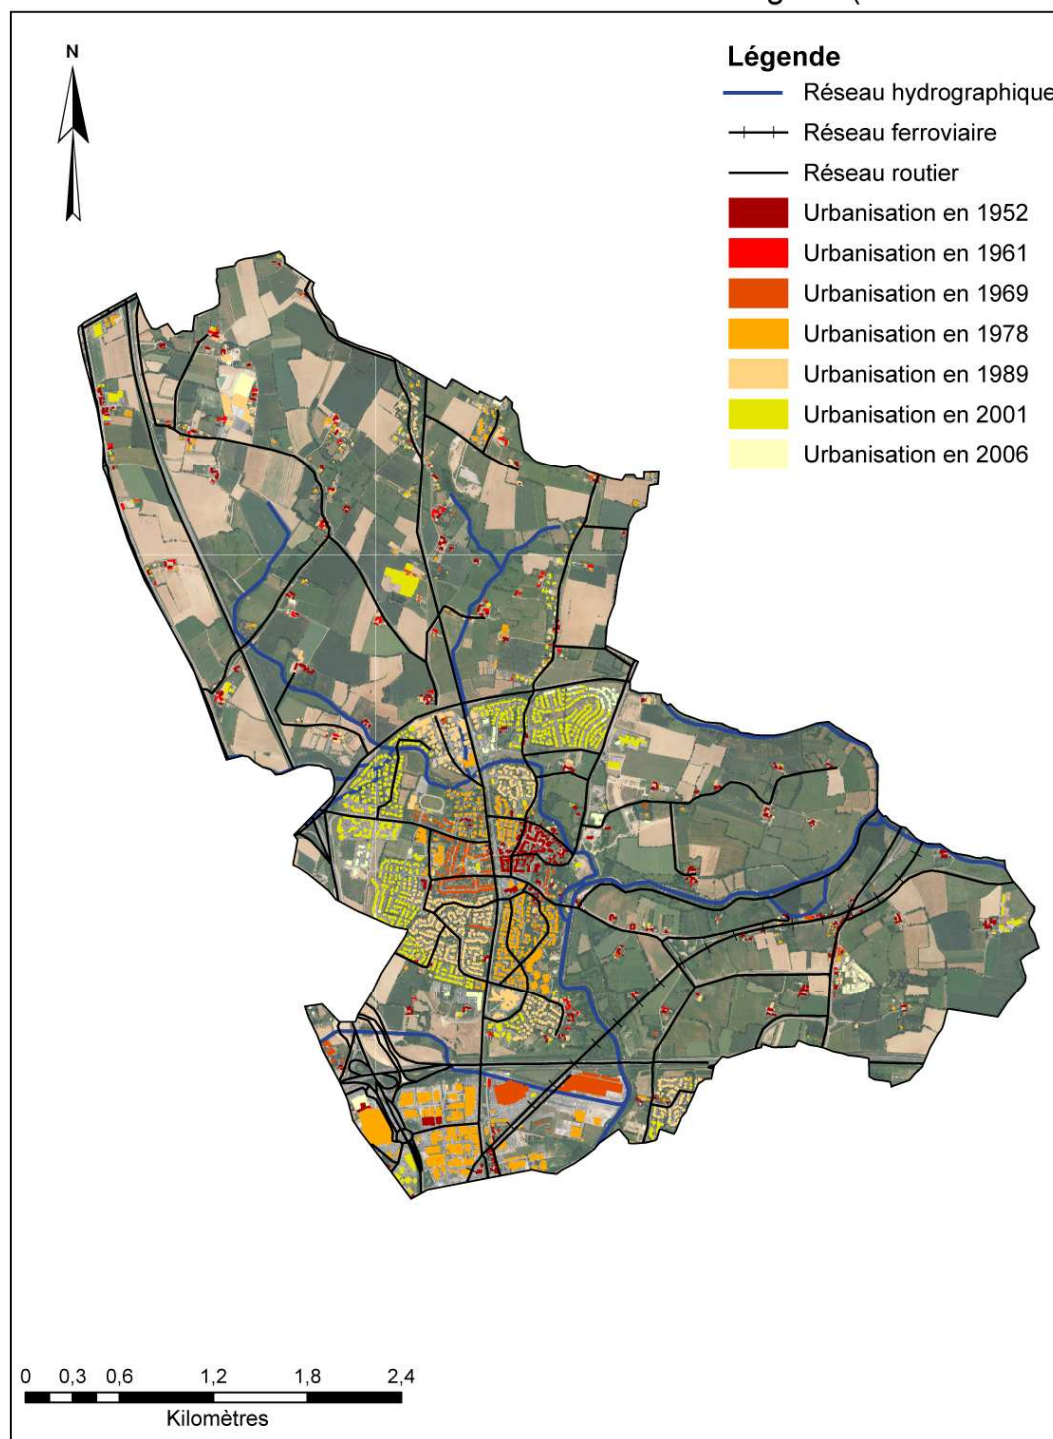 N
Légende
Réseau hydrographique
Réseau ferroviaire
Réseau routier
Urbanisation en 1952
Urbanisation en 1961
Urbanisation en 1969
Urbanisation en 1978
Urbanisation en 1989
Urbanisation en 2001
Urbanisation en 2006
0 0,3 0,6 1,2 1,8 2,4
Kilomètres